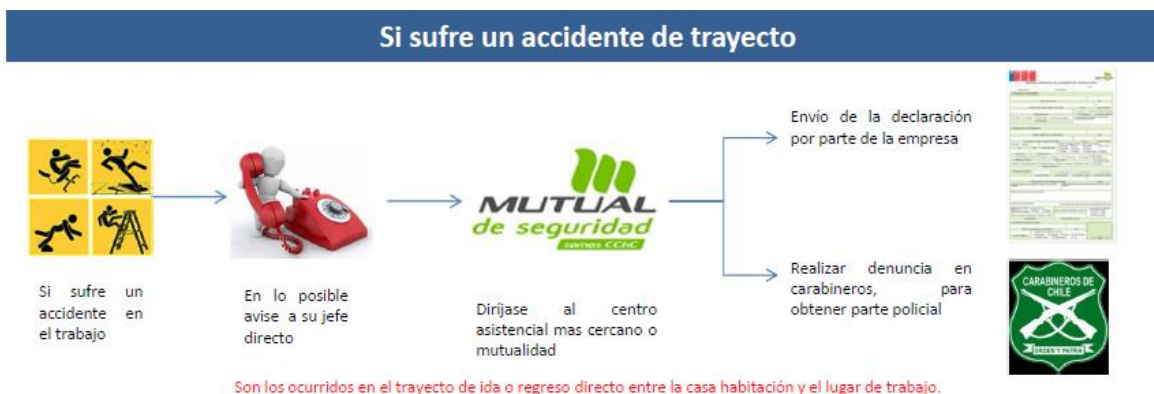 Si sufre un accidente de trayecto
Si sufre un
accidente en
el trabajo
En lo posible
avise a su jefe
directo
MUTUAL
de seguridad
somos CChC
Diríjase al centro
asistencial mas cercano o
mutualidad
Envío de la declaración
por parte de la empresa
Realizar denuncia en
carabineros, para
obtener parte policial
CARABINEROS DE
CHILE
ORDEN Y PATRIA
Son los ocurridos en el trayecto de ida o regreso directo entre la casa habitación y el lugar de trabajo.